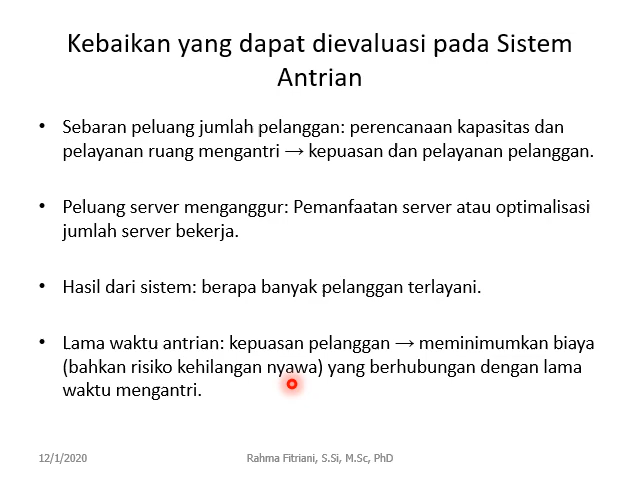 Kebaikan yang dapat dievaluasi pada Sistem
Antrian
• Sebaran peluang jumlah pelanggan: perencanaan kapasitas dan
pelayanan ruang mengantri → kepuasan dan pelayanan pelanggan.
• Peluang server menganggur: Pemanfaatan server atau optimalisasi
jumlah server bekerja.
• Hasil dari sistem: berapa banyak pelanggan terlayani.
• Lama waktu antrian: kepuasan pelanggan → meminimumkan biaya
(bahkan risiko kehilangan nyawa) yang berhubungan dengan lama
waktu mengantri.
12/1/2020
Rahma Fitriani, S.Si, M.Sc, PhD